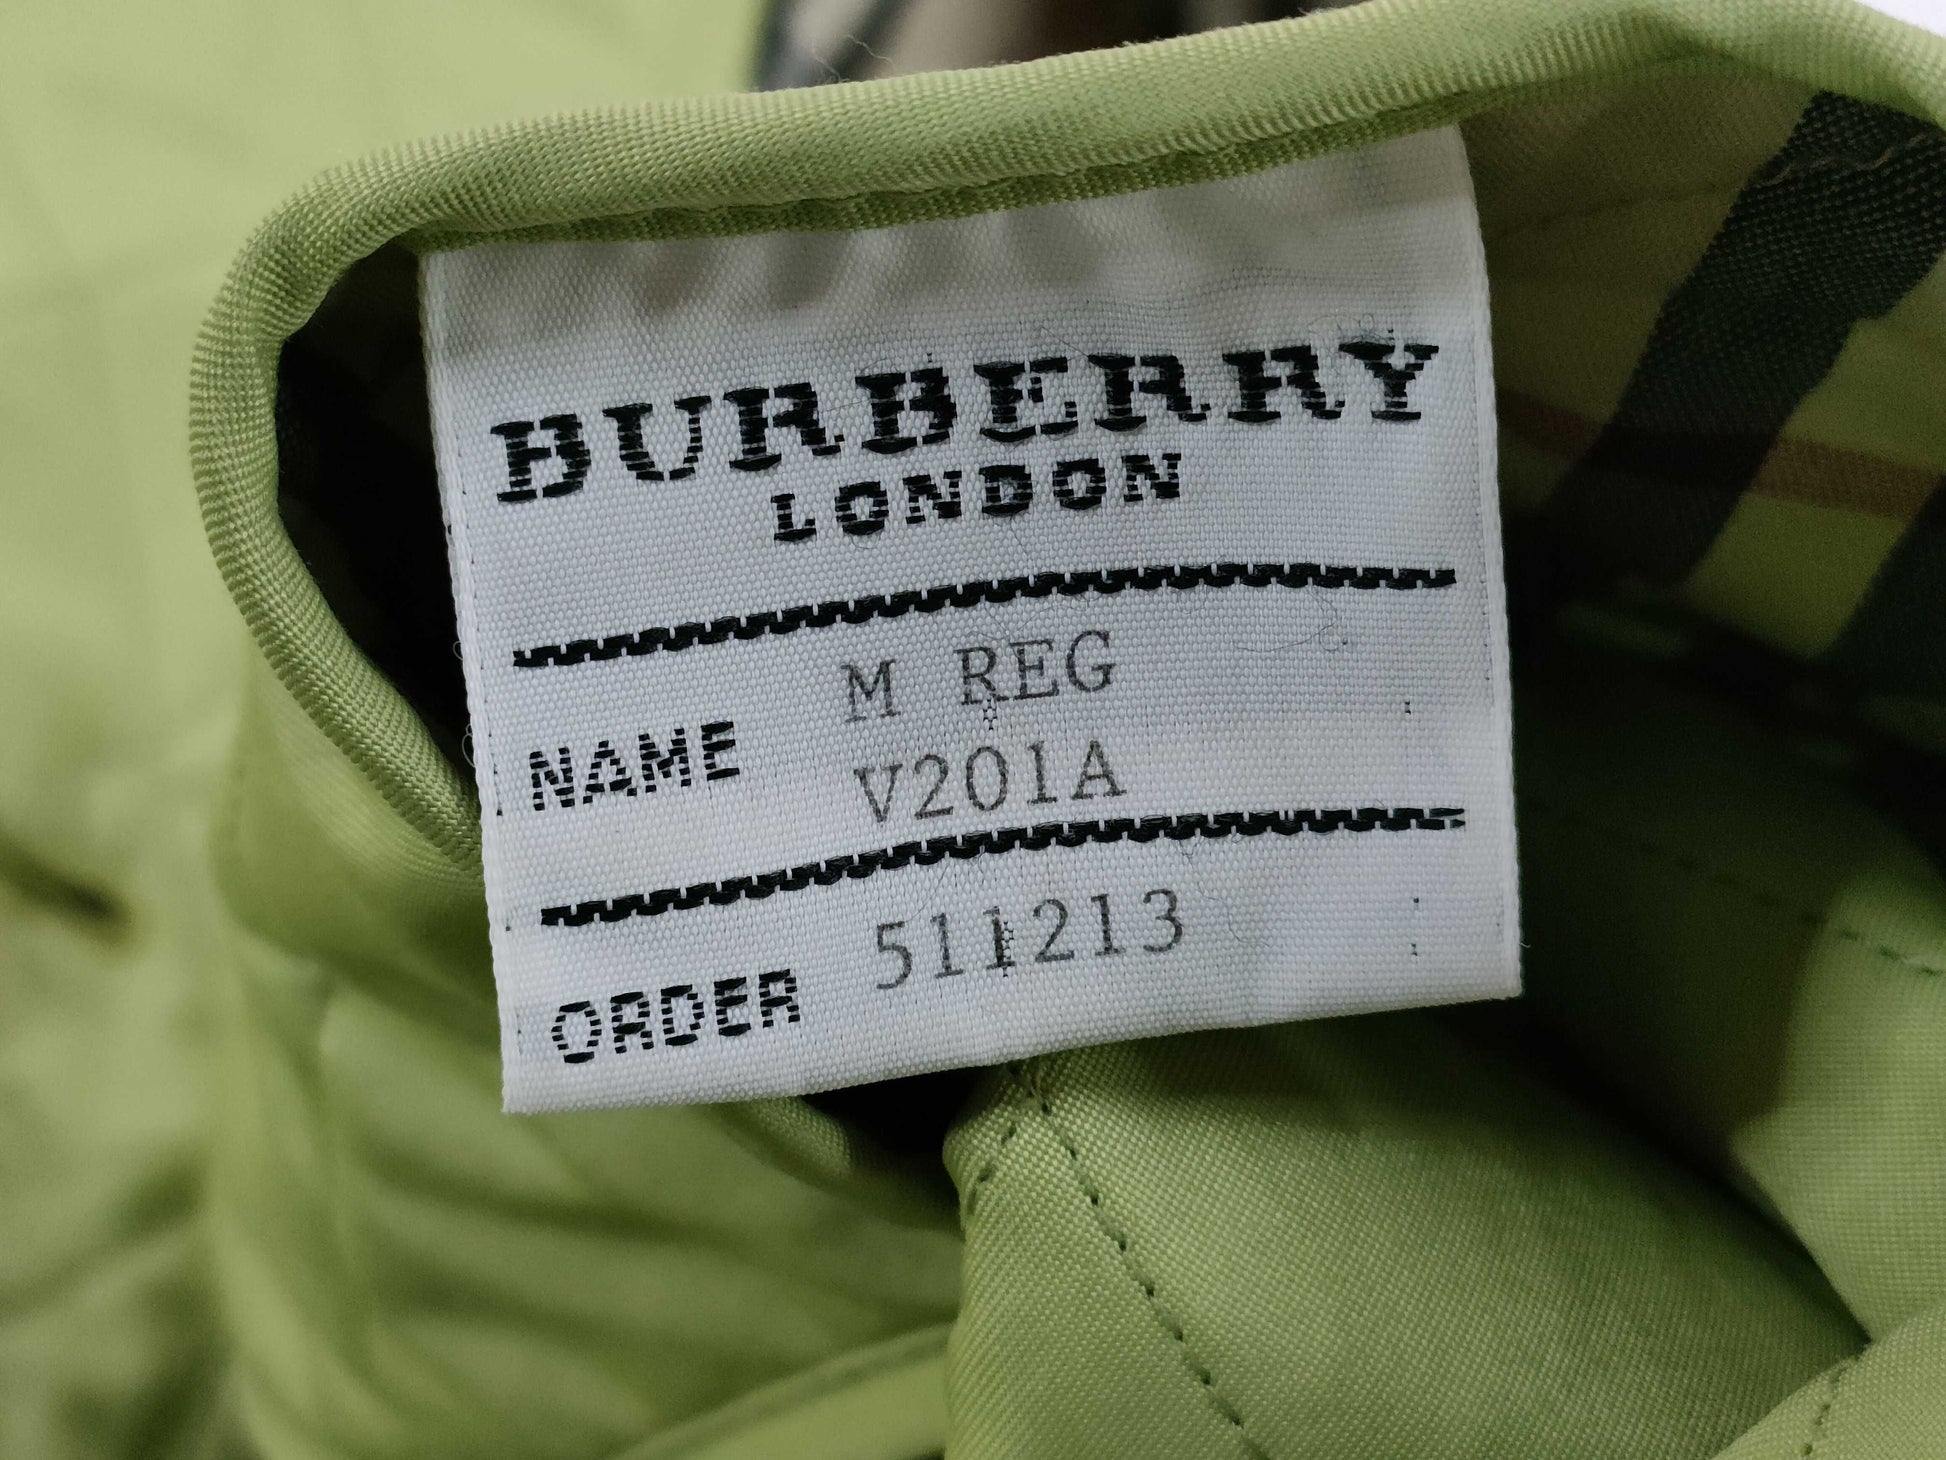 BURBERRY
LONDON
M REG
NAME V201A
ORDER 511213